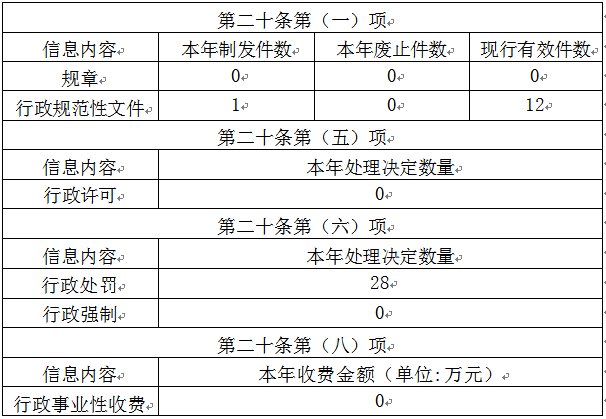 第二十条第（一）项
信息内容 本年制发件数 本年废止件数 现行有效件数
规章 0 0 0
行政规范性文件 1 0 12
第二十条第（五）项
信息内容 本年处理决定数量
行政许可 0
第二十条第（六）项
信息内容 本年处理决定数量
行政处罚 28
行政强制 0
第二十条第（八）项
信息内容 本年收费金额（单位:万元）
行政事业性收费 0